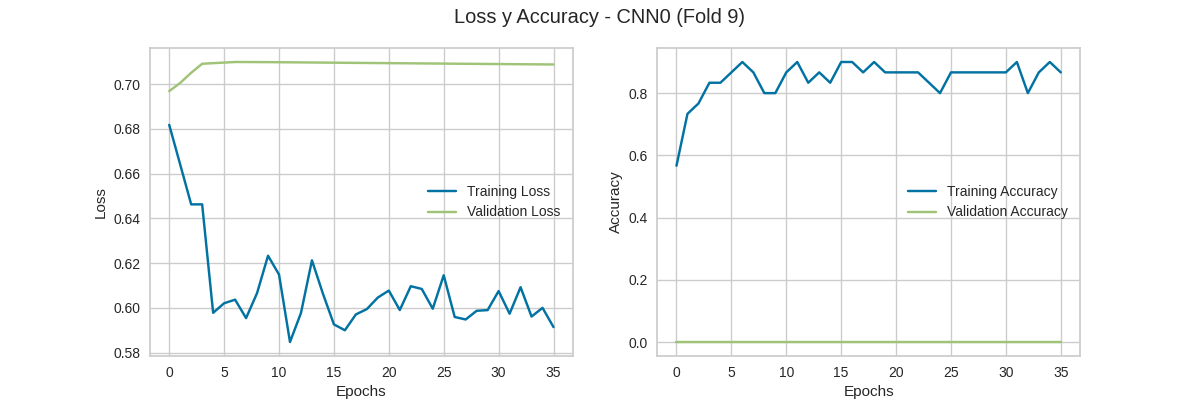 Loss y Accuracy - CNN0 (Fold 9)
0.70
0.68
0.66
0.64
0.62
0.60
0.58
Loss
Training Loss
Validation Loss
0 5 10 15 20 25 30 35
Epochs
0.8
0.6
0.4
0.2
0.0
Accuracy
Training Accuracy
Validation Accuracy
0 5 10 15 20 25 30 35
Epochs